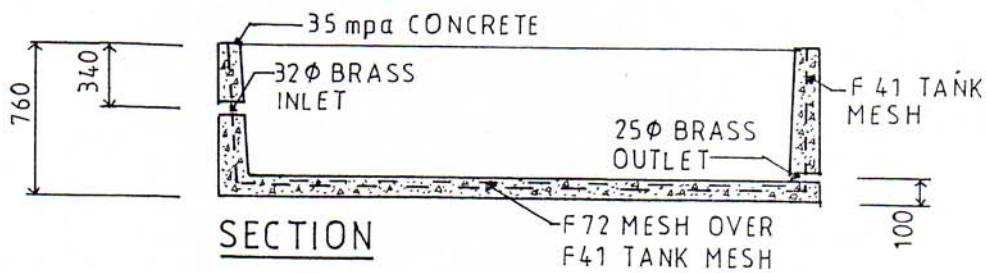 35 mpa CONCRETE
340
760
32Φ BRASS
INLET
F 41 TANK
MESH
25Φ BRASS
OUTLET
100
SECTION
F72 MESH OVER
F41 TANK MESH